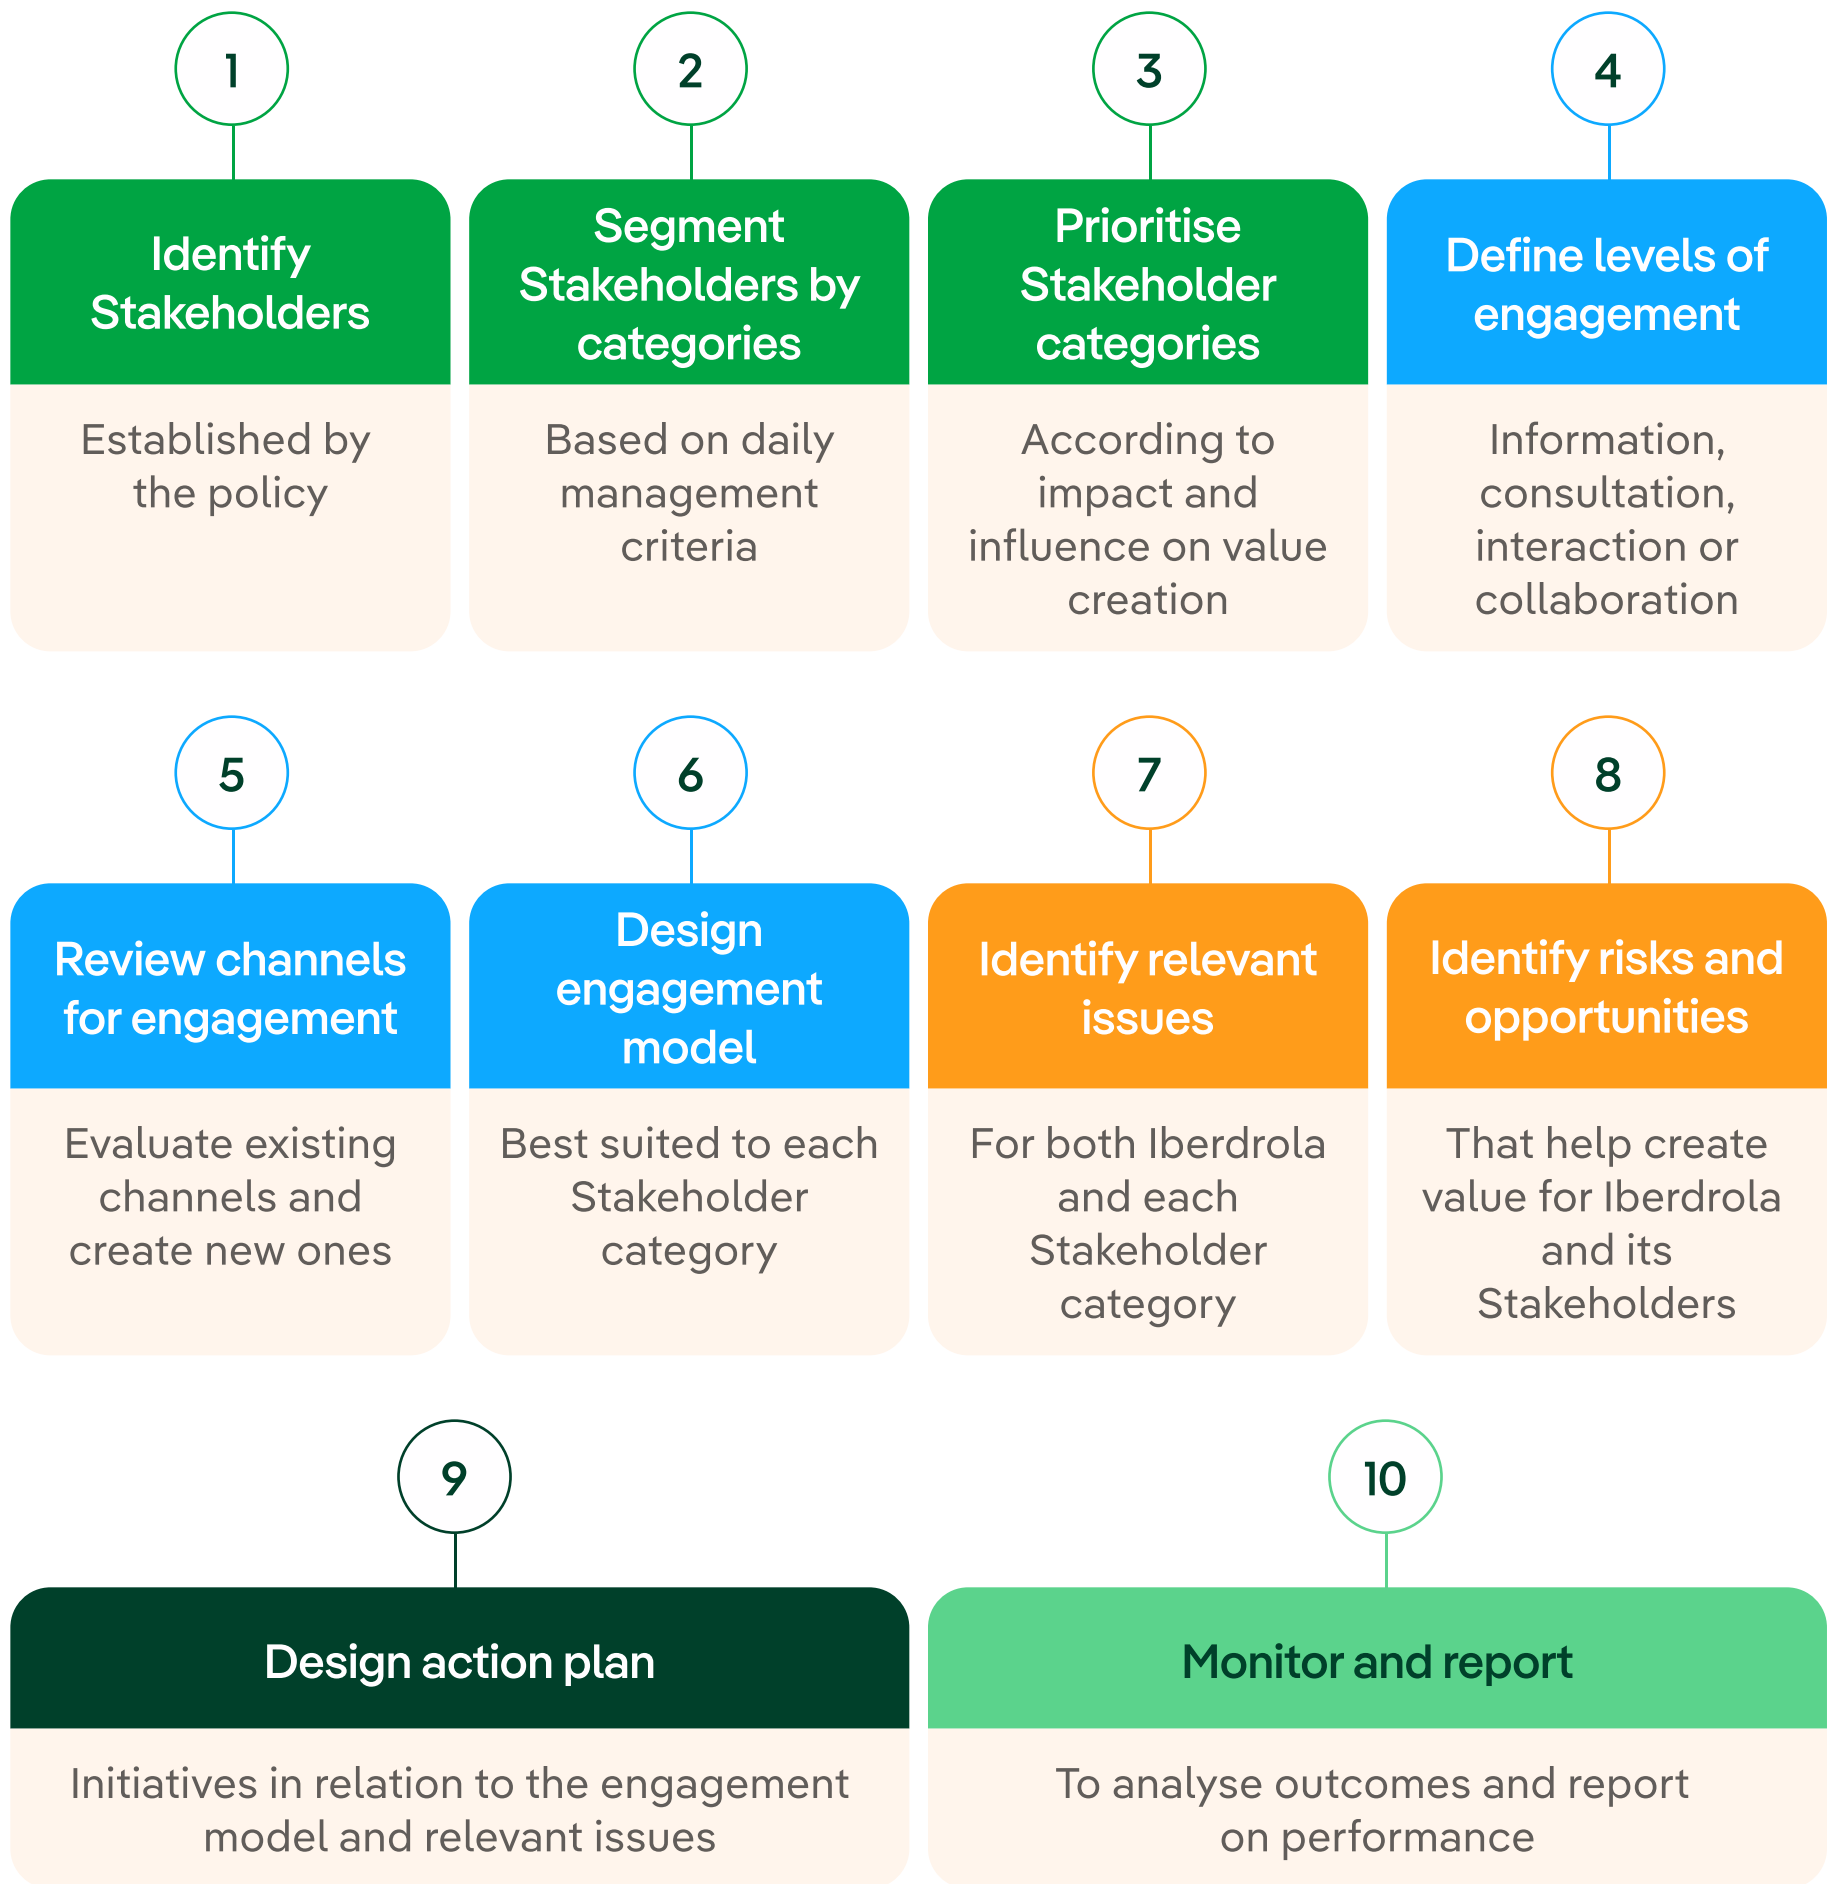 1
Identify
Stakeholders
Established by
the policy
2
Segment
Stakeholders by
categories
Based on daily
management
criteria
3
Prioritise
Stakeholder
categories
According to
impact and
influence on value
creation
4
Define levels of
engagement
Information,
consultation,
interaction or
collaboration
5
Review channels
for engagement
Evaluate existing
channels and
create new ones
6
Design
engagement
model
Best suited to each
Stakeholder
category
7
Identify relevant
issues
For both Iberdrola
and each
Stakeholder
category
8
Identify risks and
opportunities
That help create
value for Iberdrola
and its
Stakeholders
9
Design action plan
Initiatives in relation to the engagement
model and relevant issues
10
Monitor and report
To analyse outcomes and report
on performance